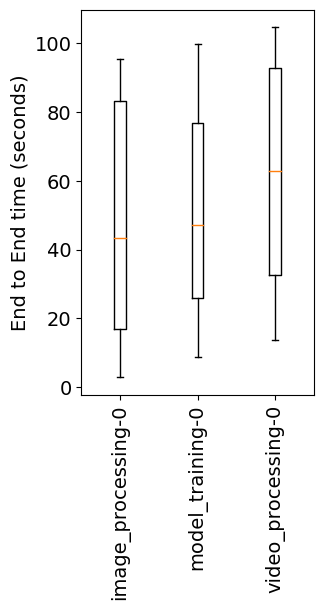 End to End time (seconds)
100
80
60
40
20
0
image_processing-0
model_training-0
video_processing-0